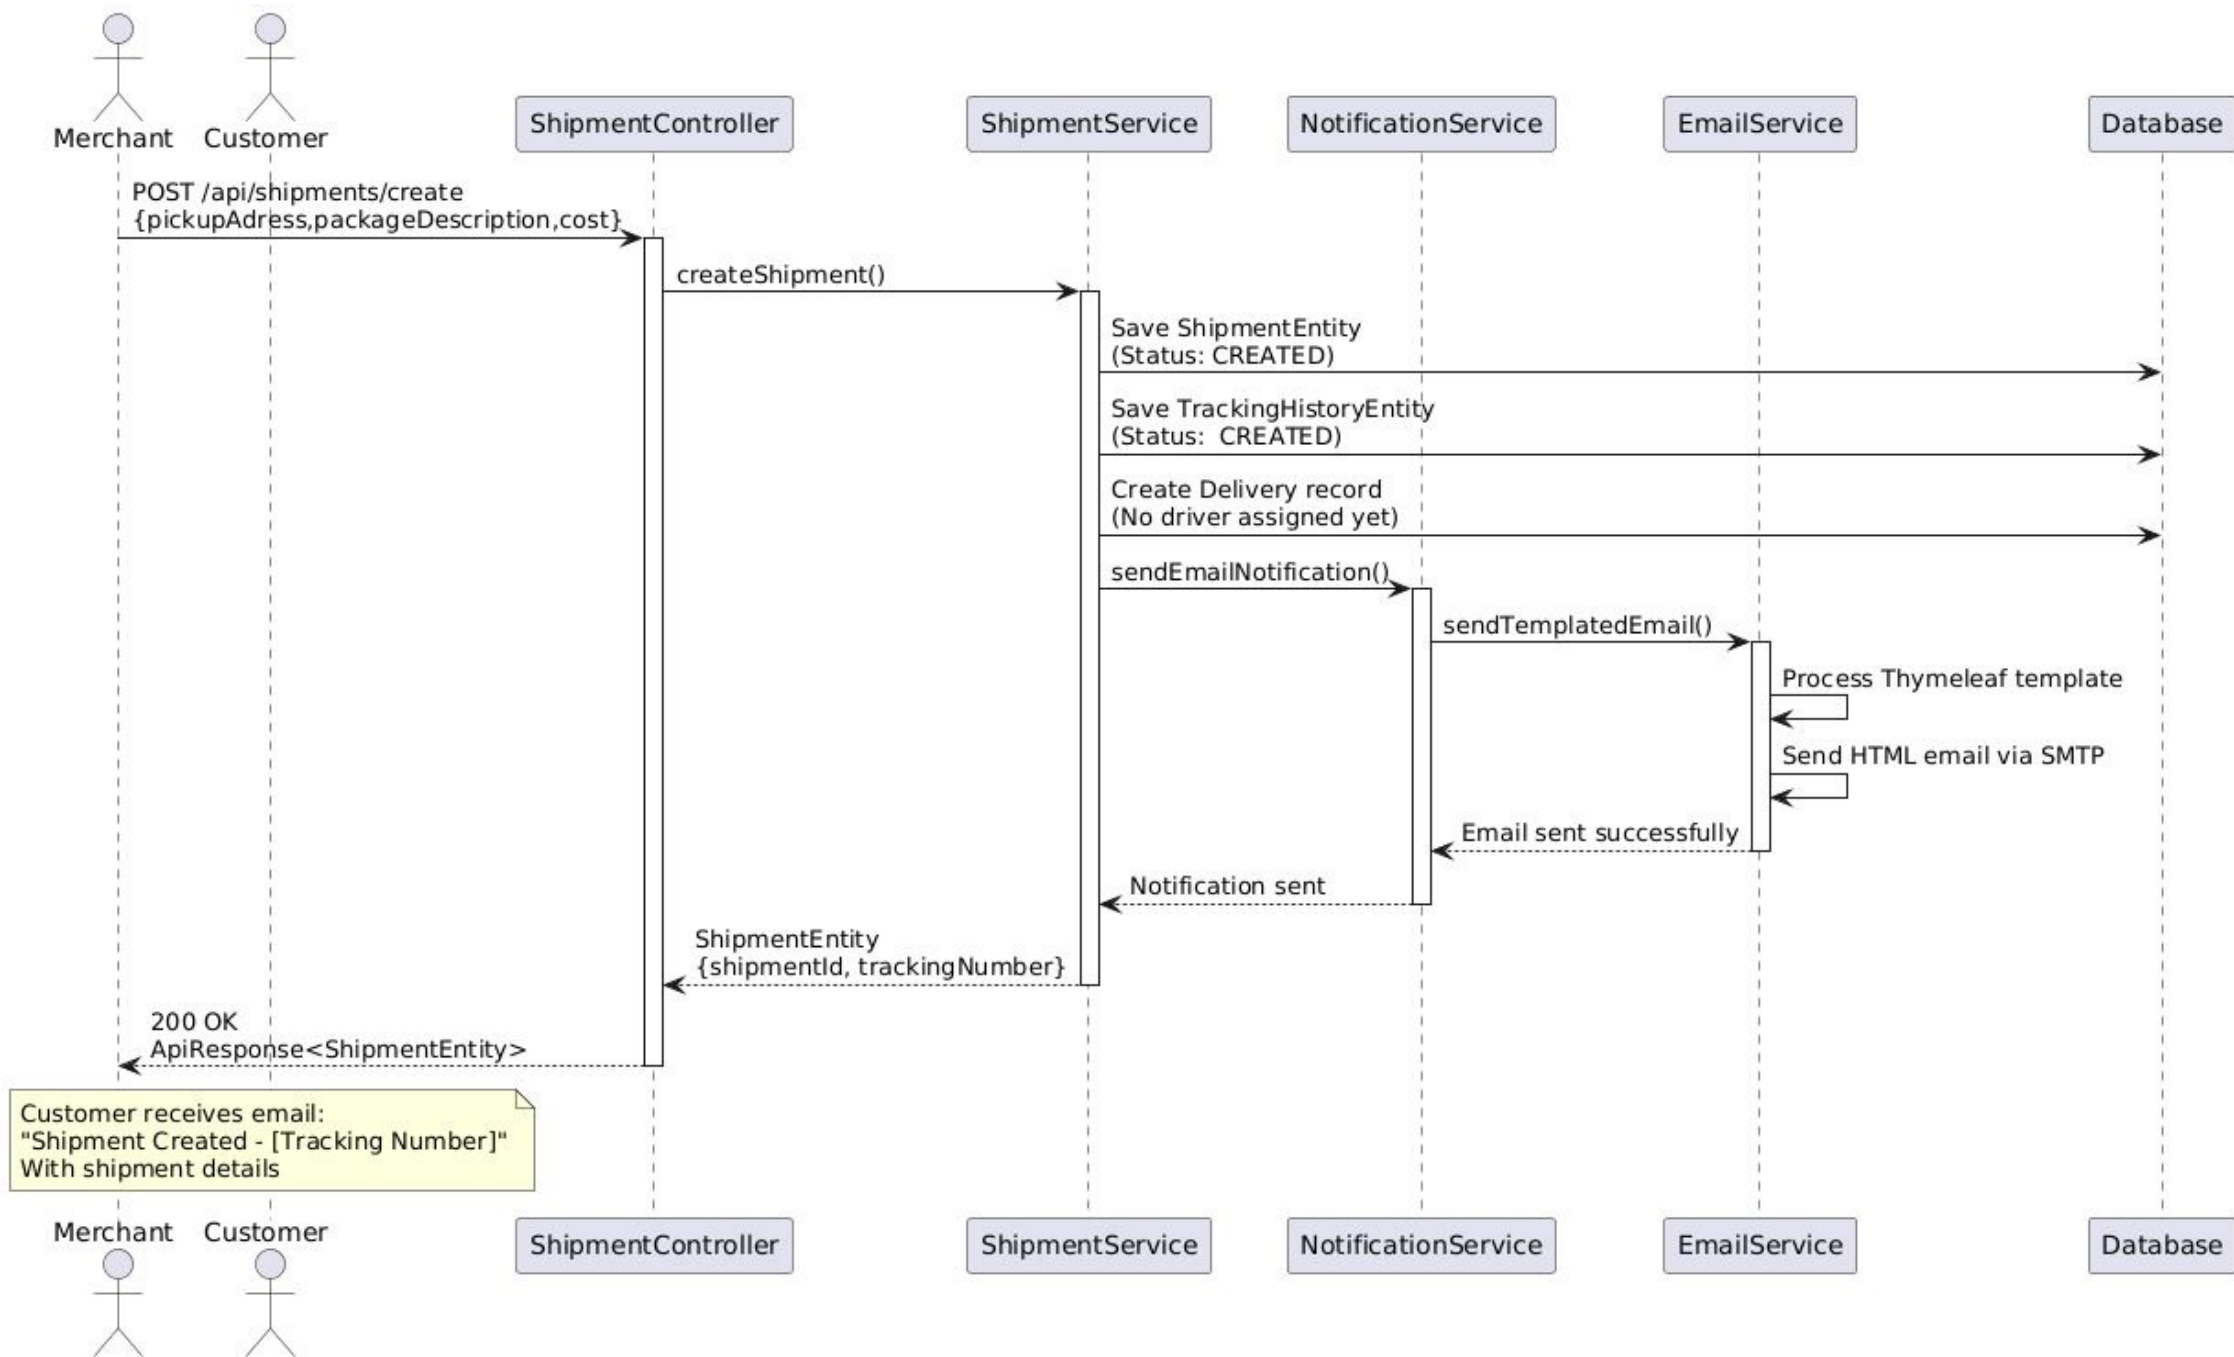 Merchant
Customer
ShipmentController
ShipmentService
NotificationService
EmailService
Database
POST /api/shipments/create
{pickupAdress,packageDescription,cost}
createShipment()
Save ShipmentEntity
(Status: CREATED)
Save TrackingHistoryEntity
(Status:  CREATED)
Create Delivery record
(No driver assigned yet)
sendEmailNotification()
sendTemplatedEmail()
Process Thymeleaf template
Send HTML email via SMTP
Email sent successfully
Notification sent
ShipmentEntity
{shipmentId, trackingNumber}
200 OK
ApiResponse<ShipmentEntity>
Customer receives email:
"Shipment Created - [Tracking Number]"
With shipment details
Merchant
Customer
ShipmentController
ShipmentService
NotificationService
EmailService
Database